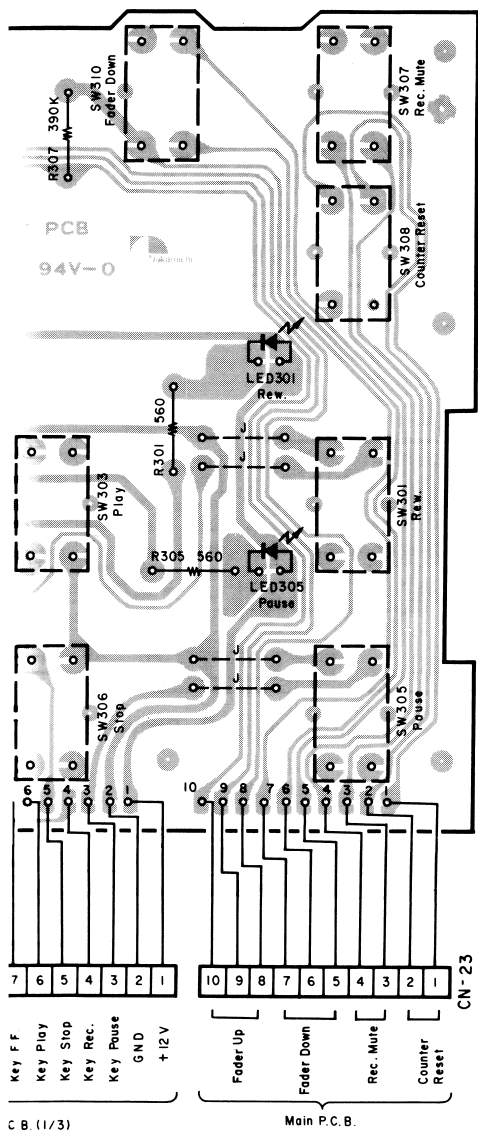 SW310
Fader Down
SW307
Rec. Mute
390K
R307
SW308
Counter Reset
PCB
94V-0
Nakamichi
LED301
Rew.
560
R301
J
J
SW303
Play
SW301
Rew.
R305 560
LED305
Pause
J
J
SW306
Stop
SW305
Pause
6 5 4 3 2 1
10 9 8 7 6 5 4 3 2 1
7 6 5 4 3 2 1
10 9 8 7 6 5 4 3 2 1
CN-23
Key F.F.
Key Play
Key Stop
Key Rec.
Key Pause
GND
+12V
Fader Up
Fader Down
Rec. Mute
Counter
Reset
C.B. (1/3)
Main P.C.B.